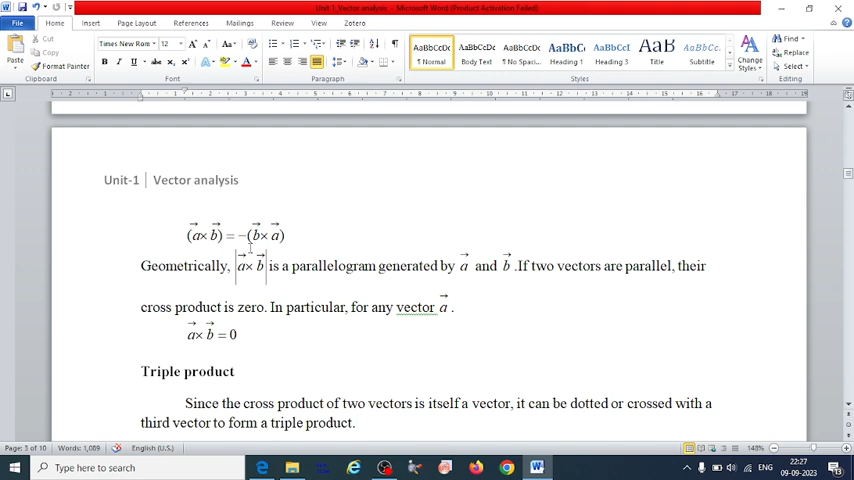 Unit-1_Vector analysis - Microsoft Word (Product Activation Failed)
File Home Insert Page Layout References Mailings Review View Zotero
Paste Cut Copy Format Painter Clipboard
Times New Rom 12 Aa B I U abc x₂ x² A Font
Paragraph
AaBbCcDc AaBbCcDc AaBbCcDc AaBbC AaBbCcI AaB AaBbCc.
¶ Normal Body Text ¶ No Spaci... Heading 1 Heading 3 Title Subtitle
Change Styles Styles
Find Replace Select Editing
Unit-1 | Vector analysis
(a⃗ × b⃗) = −(b⃗ × a⃗)
Geometrically, |a⃗ × b⃗| is a parallelogram generated by a⃗ and b⃗ .If two vectors are parallel, their
cross product is zero. In particular, for any vector a⃗ .
a⃗ × b⃗ = 0
Triple product
Since the cross product of two vectors is itself a vector, it can be dotted or crossed with a
third vector to form a triple product.
Page: 3 of 10 Words: 1,089 English (U.S.) 148%
Type here to search ENG 22:27 09-09-2023